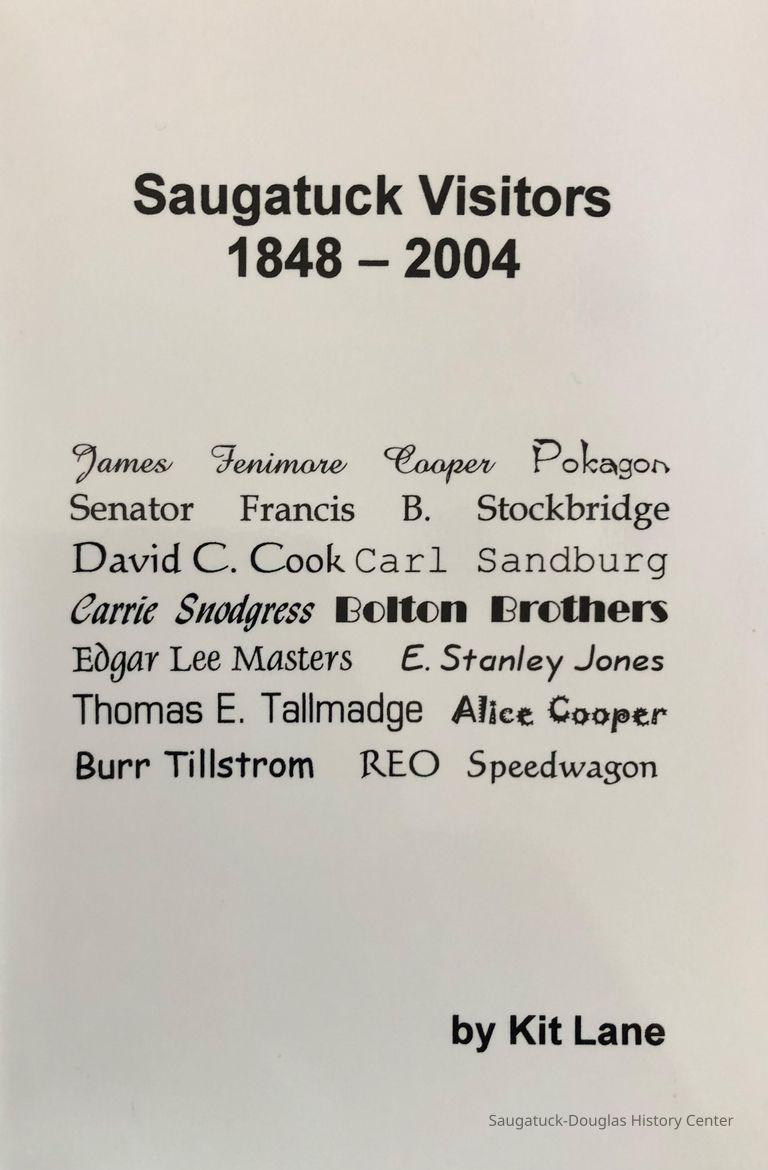 Saugatuck Visitors
1848 – 2004
James Fenimore Cooper Pokagon
Senator Francis B. Stockbridge
David C. Cook Carl Sandburg
Carrie Snodgress Bolton Brothers
Edgar Lee Masters E. Stanley Jones
Thomas E. Tallmadge Alice Cooper
Burr Tillstrom REO Speedwagon
by Kit Lane
Saugatuck-Douglas History Center